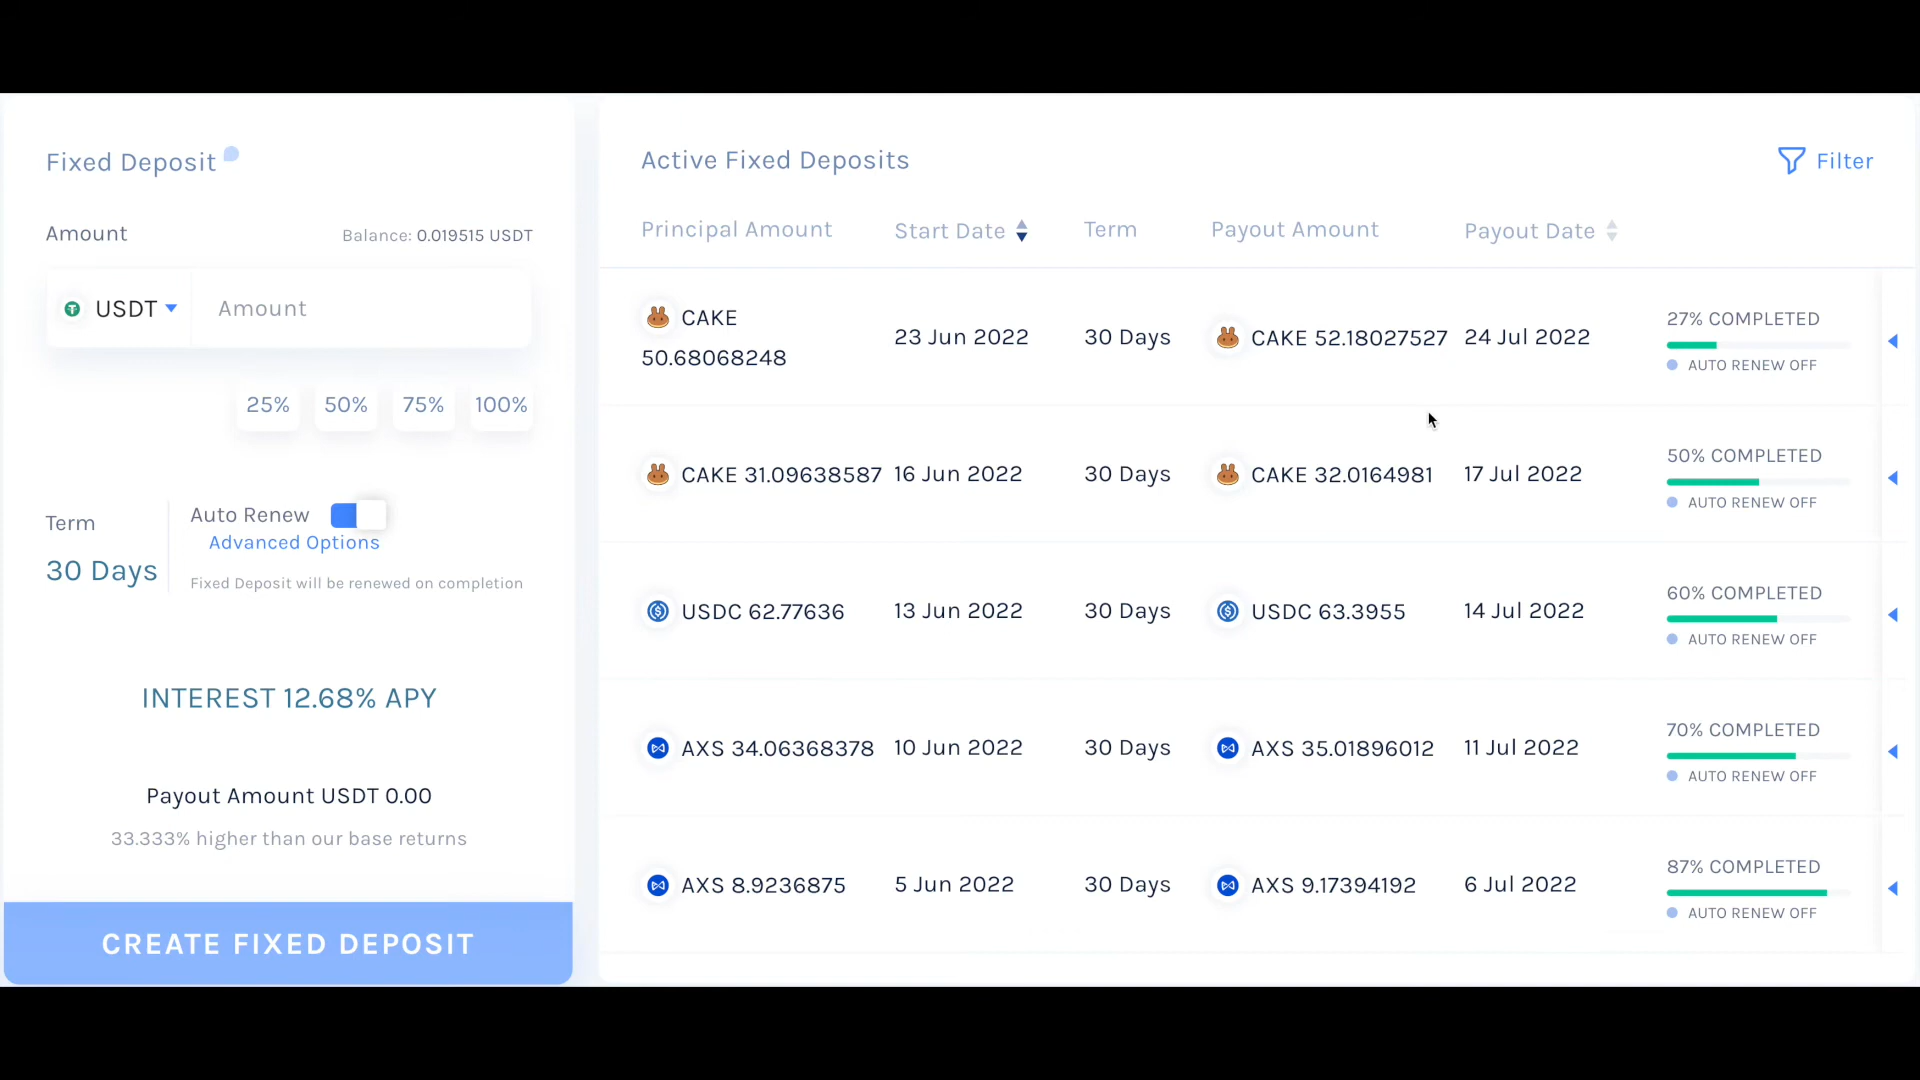 Fixed Deposit
Amount
Balance: 0.019515 USDT
USDT
Amount
25% 50% 75% 100%
Term
30 Days
Auto Renew
Advanced Options
Fixed Deposit will be renewed on completion
INTEREST 12.68% APY
Payout Amount USDT 0.00
33.333% higher than our base returns
CREATE FIXED DEPOSIT
Active Fixed Deposits
Filter
Principal Amount Start Date Term Payout Amount Payout Date
CAKE
50.68068248
23 Jun 2022 30 Days CAKE 52.18027527 24 Jul 2022
27% COMPLETED
AUTO RENEW OFF
CAKE 31.09638587 16 Jun 2022 30 Days CAKE 32.0164981 17 Jul 2022
50% COMPLETED
AUTO RENEW OFF
USDC 62.77636 13 Jun 2022 30 Days USDC 63.3955 14 Jul 2022
60% COMPLETED
AUTO RENEW OFF
AXS 34.06368378 10 Jun 2022 30 Days AXS 35.01896012 11 Jul 2022
70% COMPLETED
AUTO RENEW OFF
AXS 8.9236875 5 Jun 2022 30 Days AXS 9.17394192 6 Jul 2022
87% COMPLETED
AUTO RENEW OFF